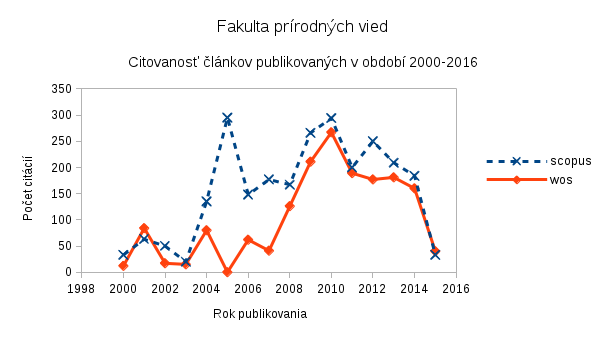 Fakulta prírodných vied
Citovanosť článkov publikovaných v období 2000-2016
Počet citácií
350
300
250
200
150
100
50
0
1998 2000 2002 2004 2006 2008 2010 2012 2014 2016
Rok publikovania
scopus
wos